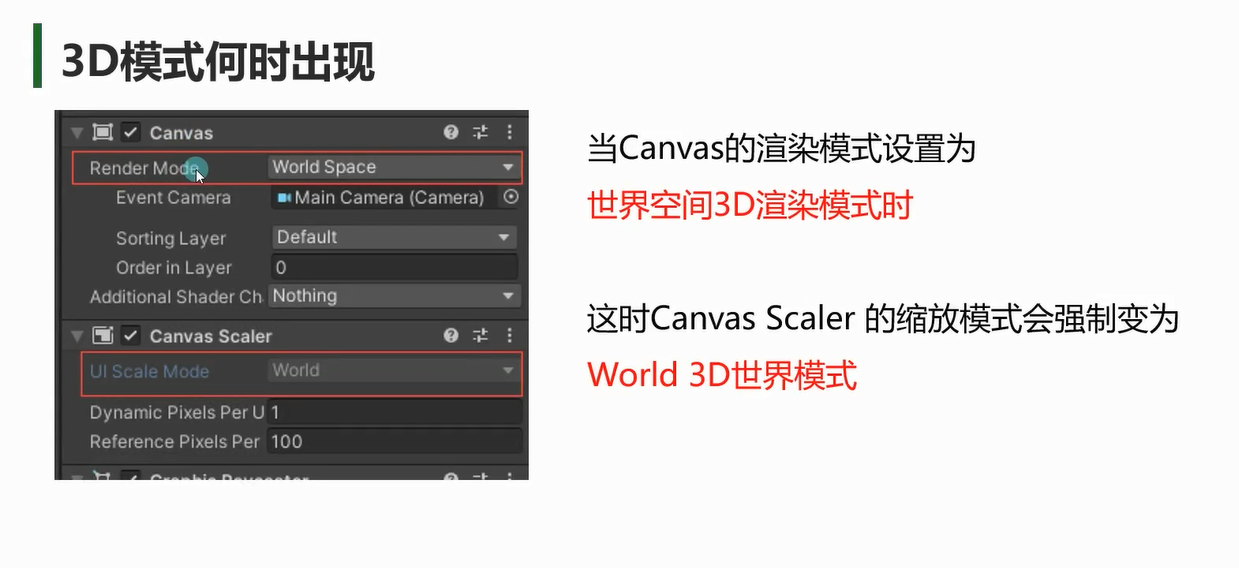 3D模式何时出现
Canvas
Render Mode
World Space
Event Camera
Main Camera (Camera)
Sorting Layer
Default
Order in Layer
0
Additional Shader Ch
Nothing
Canvas Scaler
UI Scale Mode
World
Dynamic Pixels Per U
1
Reference Pixels Per
100
当Canvas的渲染模式设置为
世界空间3D渲染模式时
这时Canvas Scaler 的缩放模式会强制变为
World 3D世界模式